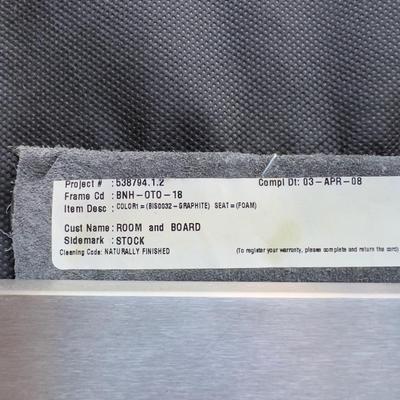 Project # : 538794.1.2 Compl Dt: 03-APR-08
Frame Cd : BNH-OTO-18
Item Desc : COLOR1=(BIS0032-GRAPHITE) SEAT=(FOAM)
Cust Name: ROOM and BOARD
Sidemark : STOCK
Cleaning Code: NATURALLY FINISHED (To register your warranty, complete and return the card)